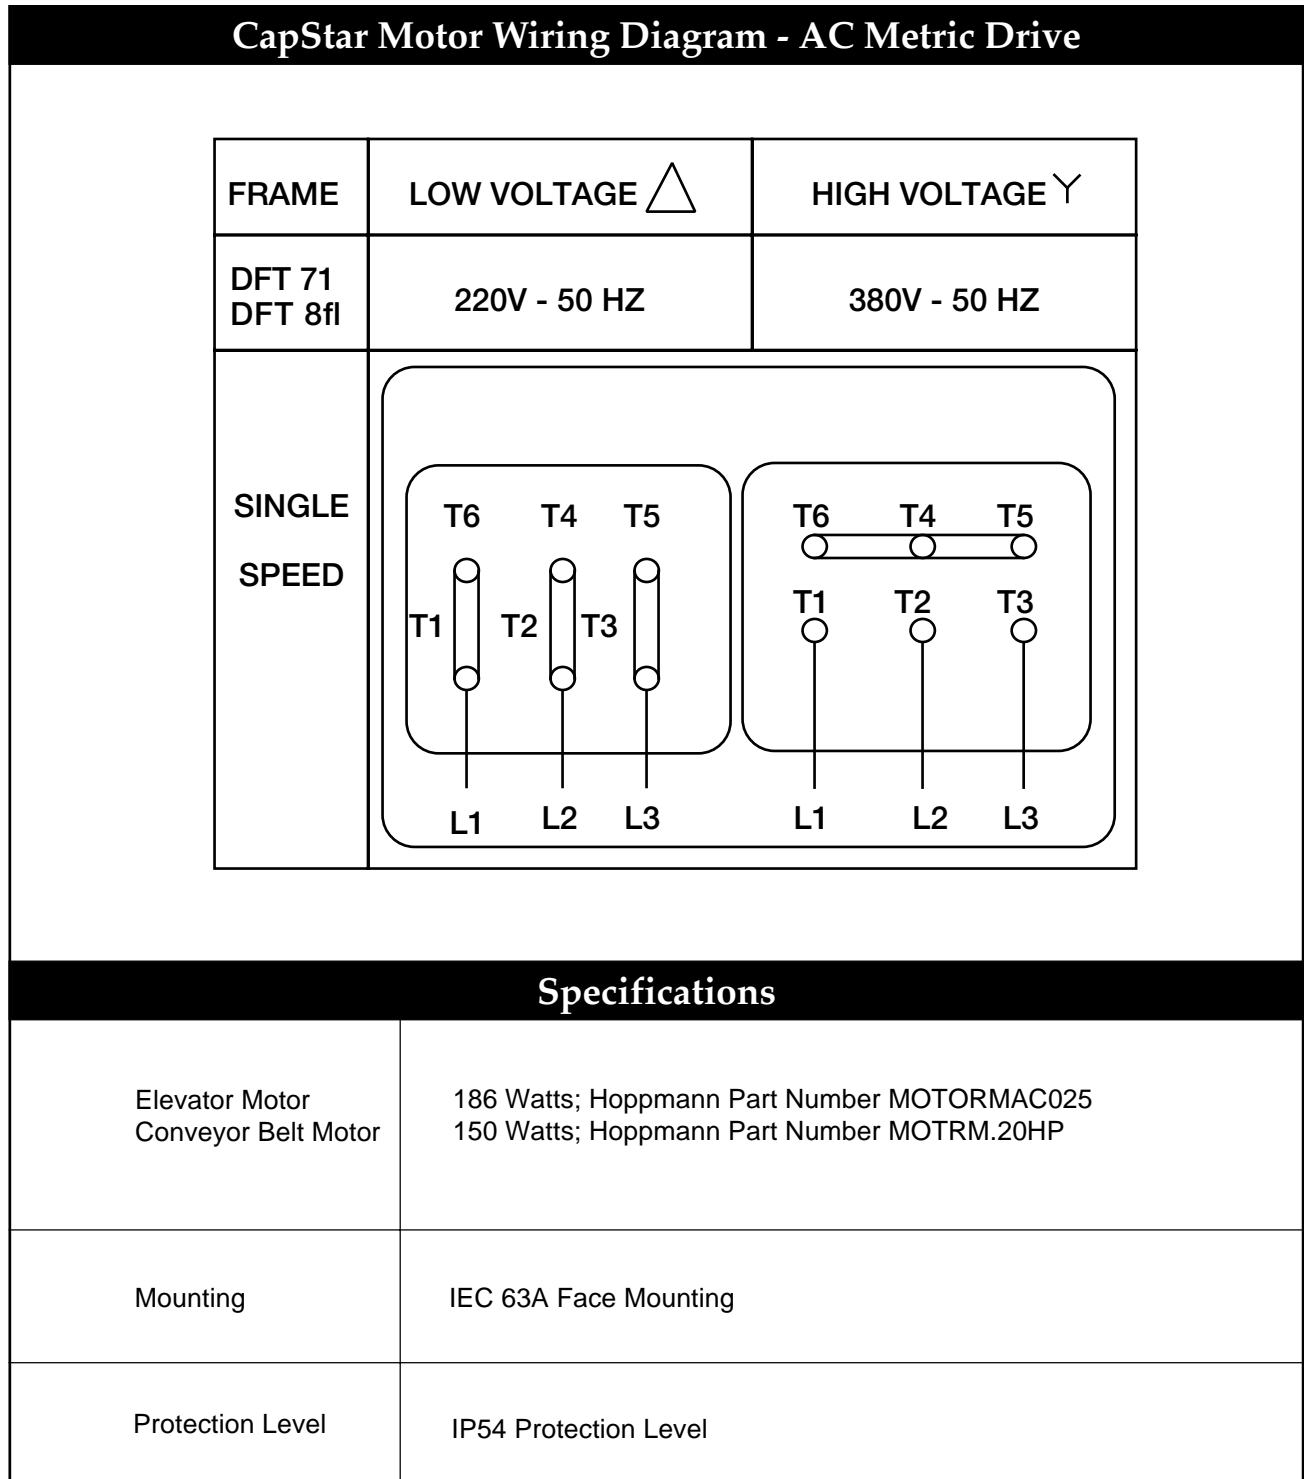 CapStar Motor Wiring Diagram - AC Metric Drive
FRAME
LOW VOLTAGE
HIGH VOLTAGE
DFT 71
DFT 8fl
220V - 50 HZ
380V - 50 HZ
SINGLE
SPEED
T6 T4 T5
T1 T2 T3
L1 L2 L3
T6 T4 T5
T1 T2 T3
L1 L2 L3
Specifications
Elevator Motor
Conveyor Belt Motor
186 Watts; Hoppmann Part Number MOTORMAC025
150 Watts; Hoppmann Part Number MOTRM.20HP
Mounting
IEC 63A Face Mounting
Protection Level
IP54 Protection Level